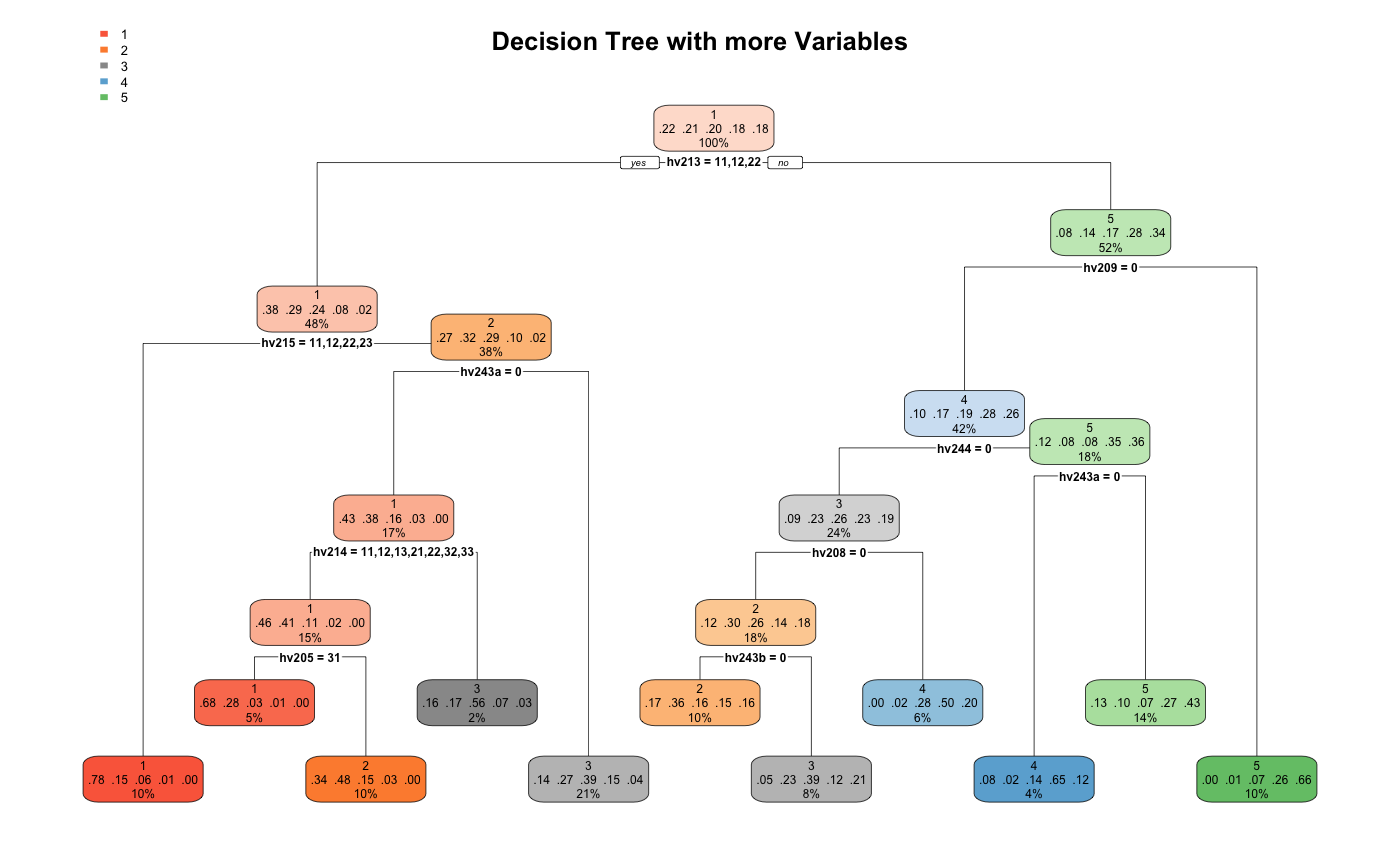 Decision Tree with more Variables
1
2
3
4
5
1
.22 .21 .20 .18 .18
100%
yes hv213 = 11,12,22 no
5
.08 .14 .17 .28 .34
52%
hv209 = 0
1
.38 .29 .24 .08 .02
48%
hv215 = 11,12,22,23
2
.27 .32 .29 .10 .02
38%
hv243a = 0
4
.10 .17 .19 .28 .26
42%
hv244 = 0
5
.12 .08 .08 .35 .36
18%
hv243a = 0
1
.43 .38 .16 .03 .00
17%
hv214 = 11,12,13,21,22,32,33
3
.09 .23 .26 .23 .19
24%
hv208 = 0
1
.46 .41 .11 .02 .00
15%
hv205 = 31
2
.12 .30 .26 .14 .18
18%
hv243b = 0
1
.68 .28 .03 .01 .00
5%
3
.16 .17 .56 .07 .03
2%
2
.17 .36 .16 .15 .16
10%
4
.00 .02 .28 .50 .20
6%
5
.13 .10 .07 .27 .43
14%
1
.78 .15 .06 .01 .00
10%
2
.34 .48 .15 .03 .00
10%
3
.14 .27 .39 .15 .04
21%
3
.05 .23 .39 .12 .21
8%
4
.08 .02 .14 .65 .12
4%
5
.00 .01 .07 .26 .66
10%